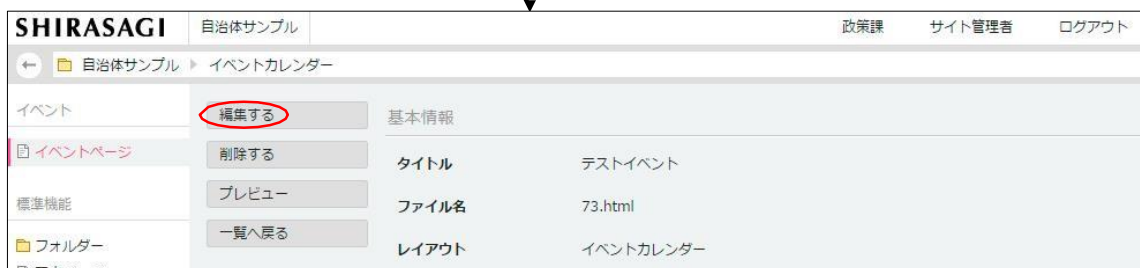 SHIRASAGI 自治体サンプル 政策課 サイト管理者 ログアウト
自治体サンプル イベントカレンダー
イベント 編集する 基本情報
イベントページ 削除する タイトル テストイベント
標準機能 プレビュー ファイル名 73.html
フォルダー 一覧へ戻る レイアウト イベントカレンダー